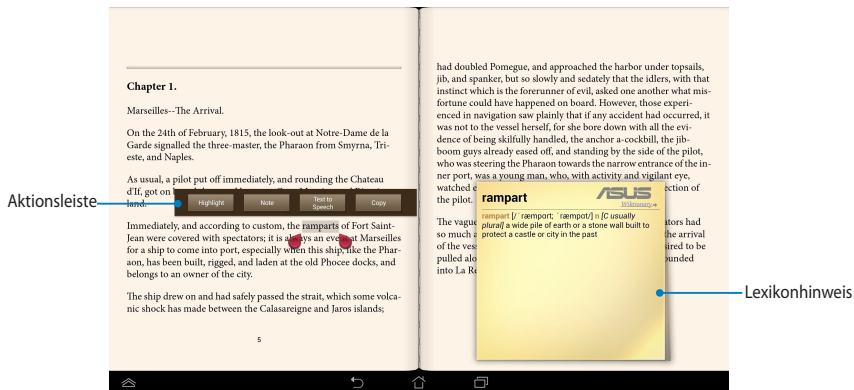 Chapter 1.
Marseilles--The Arrival.
On the 24th of February, 1815, the look-out at Notre-Dame de la
Garde signalled the three-master, the Pharaon from Smyrna, Tri-
este, and Naples.
As usual, a pilot put off immediately, and rounding the Chateau
d'If, got on
land.
Aktionsleiste
Highlight
Note
Text to
Speech
Copy
Immediately, and according to custom, the ramparts of Fort Saint-
Jean were covered with spectators; it is always an event at Marseilles
for a ship to come into port, especially when this ship, like the Phar-
aon, has been built, rigged, and laden at the old Phocee docks, and
belongs to an owner of the city.
The ship drew on and had safely passed the strait, which some volca-
nic shock has made between the Calasareigne and Jaros islands;
5
had doubled Pomegue, and approached the harbor under topsails,
jib, and spanker, but so slowly and sedately that the idlers, with that
instinct which is the forerunner of evil, asked one another what mis-
fortune could have happened on board. However, those experi-
enced in navigation saw plainly that if any accident had occurred, it
was not to the vessel herself, for she bore down with all the evi-
dence of being skilfully handled, the anchor a-cockbill, the jib-
boom guys already eased off, and standing by the side of the pilot,
who was steering the Pharaon towards the narrow entrance of the in-
ner port, was a young man, who, with activity and vigilant eye,
watched ection of
the pilot.
The vague ators had
so much a the arrival
of the vess sired to be
pulled alo ounded
into La Re
rampart
ASUS
Wiktionary
rampart [/ˈræmpɑrt; ˈræmpɑt/] n [C usually
plural] a wide pile of earth or a stone wall built to
protect a castle or city in the past
Lexikonhinweis